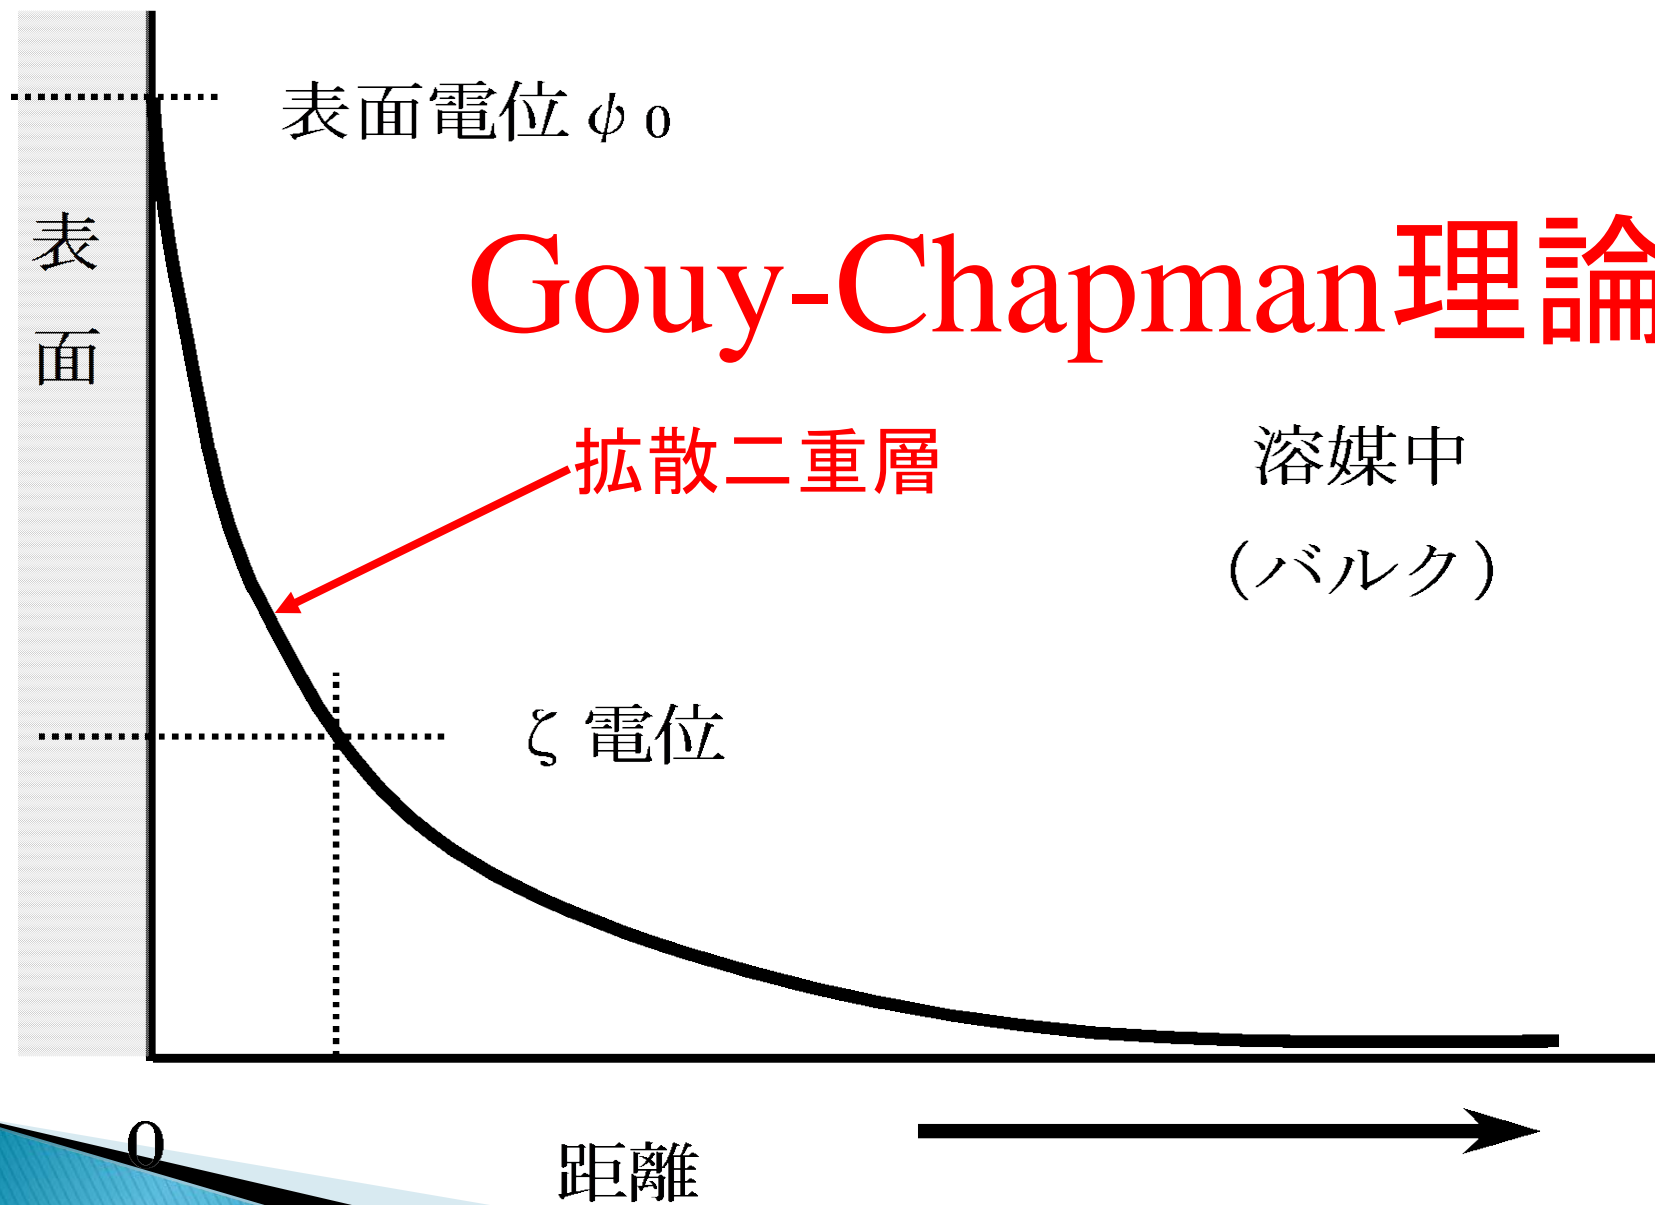 表面電位 ψ 0
表面
Gouy-Chapman理論
拡散二重層
溶媒中
（バルク）
ζ 電位
0
距離